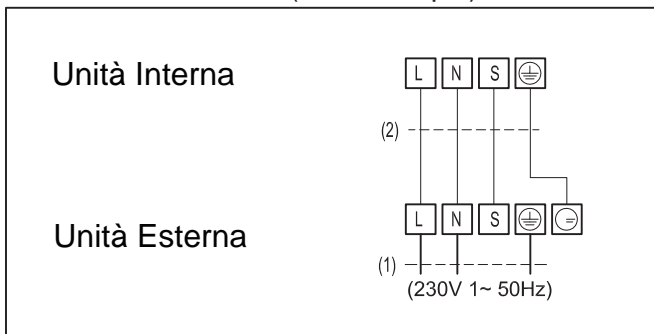 Unità Interna
L N S
(2)
Unità Esterna
L N S
(1)
(230V 1~ 50Hz)